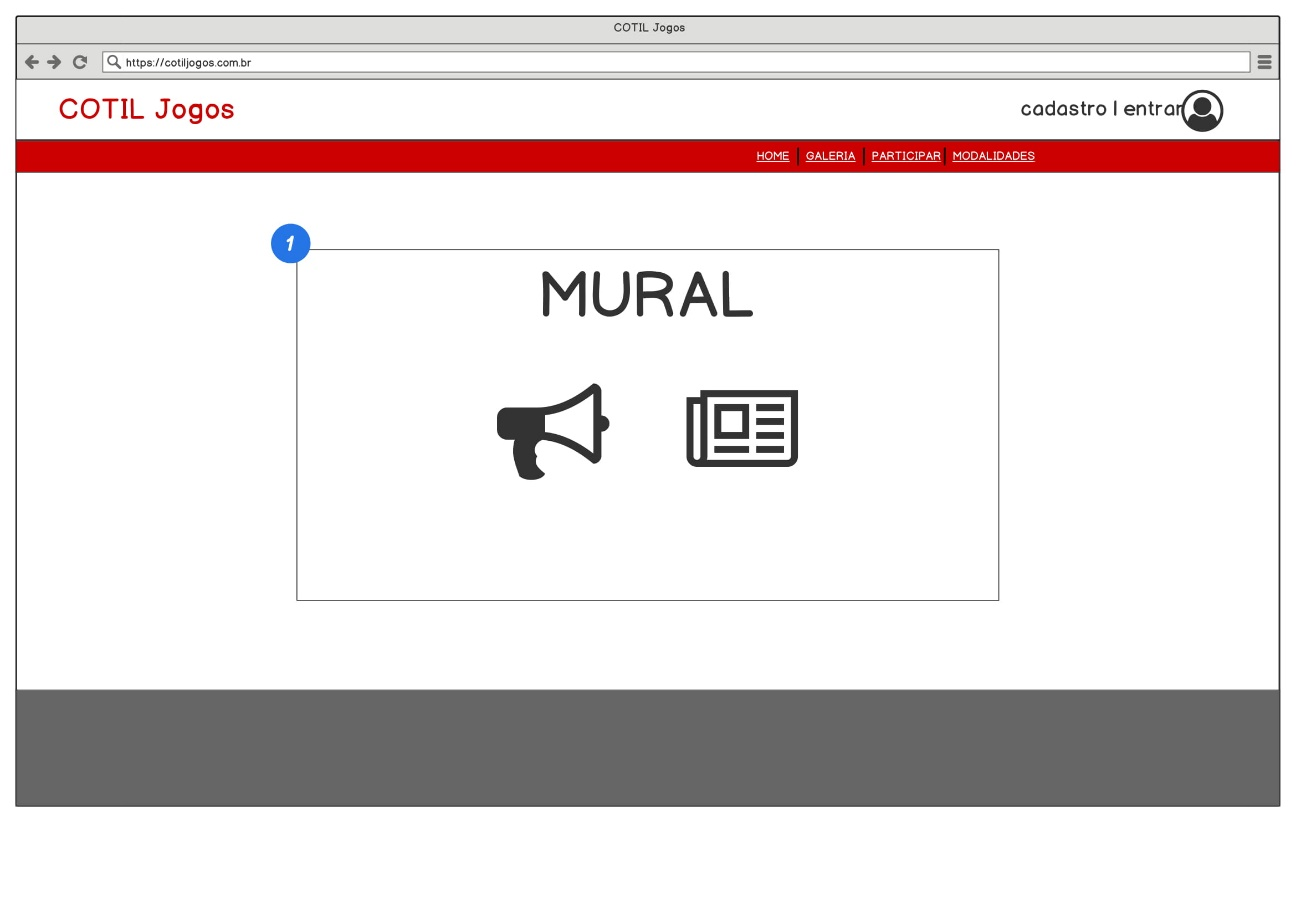 COTIL Jogos
https://cotiljogos.com.br
COTIL Jogos
cadastro | entrar
HOME | GALERIA | PARTICIPAR | MODALIDADES
1
MURAL